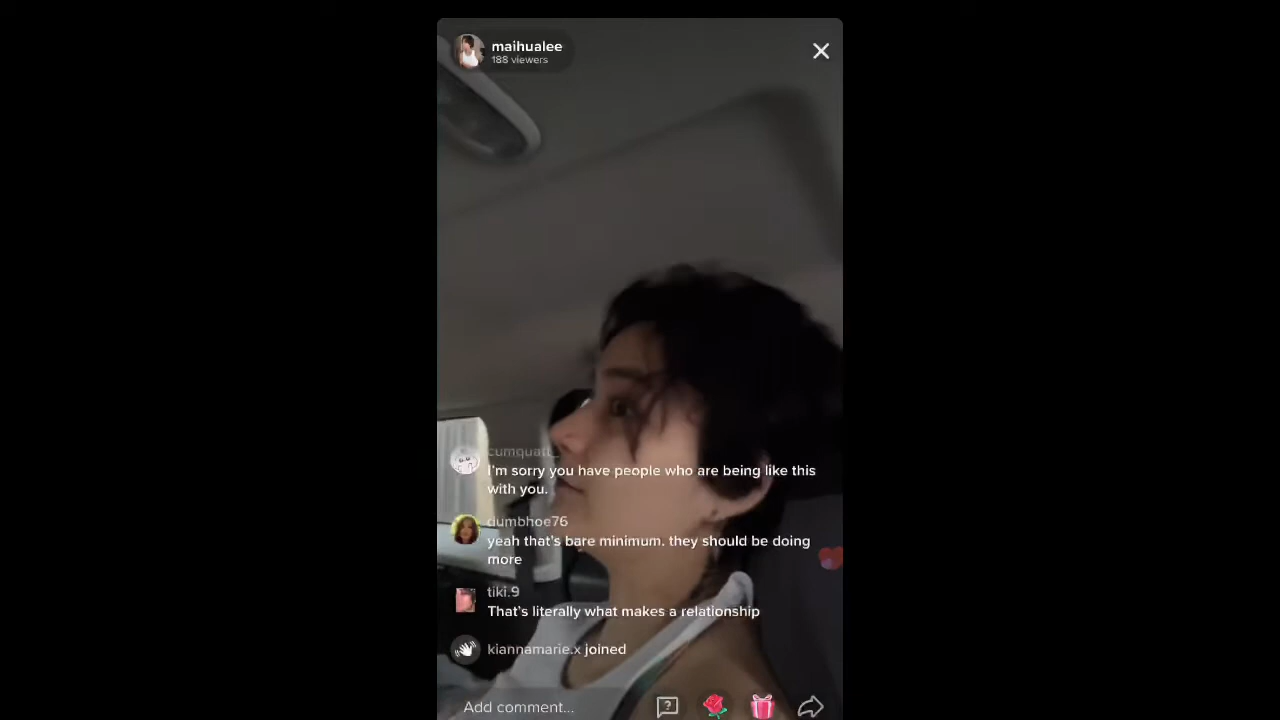 maihualee
188 viewers
cumquatt_
I'm sorry you have people who are being like this
with you.
dumbhoe76
yeah that's bare minimum. they should be doing
more
tiki.9
That's literally what makes a relationship
kiannamarie.x joined
Add comment...